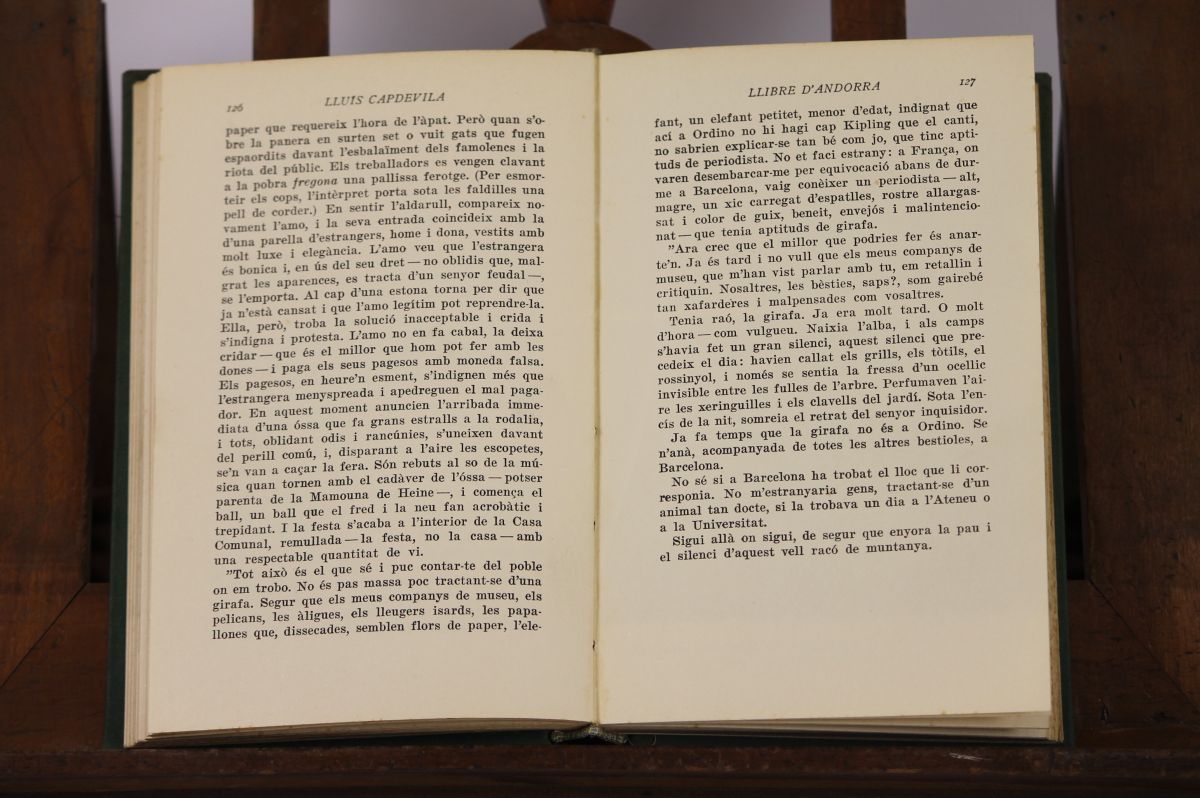 126
LLUIS CAPDEVILA
paper que requereix l'hora de l'àpat. Però quan s'o-
bre la panera en surten set o vuit gats que fugen
espaordits davant l'esbalaïment dels famolencs i la
riota del públic. Els treballadors es vengen clavant
a la pobra fregona una pallissa ferotge. (Per esmor-
teir els cops, l'intèrpret porta sota les faldilles una
pell de corder.) En sentir l'aldarull, compareix no-
vament l'amo, i la seva entrada coincideix amb la
d'una parella d'estrangers, home i dona, vestits amb
molt luxe i elegància. L'amo veu que l'estrangera
és bonica i, en ús del seu dret—no oblidis que, mal-
grat les aparences, es tracta d'un senyor feudal—,
se l'emporta. Al cap d'una estona torna per dir que
ja n'està cansat i que l'amo legítim pot reprendre-la.
Ella, però, troba la solució inacceptable i crida i
s'indigna i protesta. L'amo no en fa cabal, la deixa
cridar—que és el millor que hom pot fer amb les
dones—i paga els seus pagesos amb moneda falsa.
Els pagesos, en heure'n esment, s'indignen més que
l'estrangera menyspreada i apedreguen el mal paga-
dor. En aquest moment anuncien l'arribada imme-
diata d'una óssa que fa grans estralls a la rodalia,
i tots, oblidant odis i rancúnies, s'uneixen davant
del perill comú, i, disparant a l'aire les escopetes,
se'n van a caçar la fera. Són rebuts al so de la mú-
sica quan tornen amb el cadàver de l'óssa—potser
parenta de la Mamouna de Heine—, i comença el
ball, un ball que el fred i la neu fan acrobàtic i
trepidant. I la festa s'acaba a l'interior de la Casa
Comunal, remullada—la festa, no la casa—amb
una respectable quantitat de vi.
"Tot això és el que sé i puc contar-te del poble
on em trobo. No és pas massa poc tractant-se d'una
girafa. Segur que els meus companys de museu, els
pelicans, les àligues, els lleugers isards, les papa-
llones que, dissecades, semblen flors de paper, l'ele-
LLIBRE D'ANDORRA
127
fant, un elefant petitet, menor d'edat, indignat que
ací a Ordino no hi hagi cap Kipling que el canti,
no sabrien explicar-se tan bé com jo, que tinc apti-
tuds de periodista. No et faci estrany: a França, on
varen desembarcar-me per equivocació abans de dur-
me a Barcelona, vaig conèixer un periodista—alt,
magre, un xic carregat d'espatlles, rostre allargas-
sat i color de guix, beneit, envejós i malintencio-
nat—que tenia aptituds de girafa.
"Ara crec que el millor que podries fer és anar-
te'n. Ja és tard i no vull que els meus companys de
museu, que m'han vist parlar amb tu, em retallin i
critiquin. Nosaltres, les bèsties, saps?, som gairebé
tan xafarderes i malpensades com vosaltres.
Tenia raó, la girafa. Ja era molt tard. O molt
d'hora—com vulgueu. Naixia l'alba, i als camps
s'havia fet un gran silenci, aquest silenci que pre-
cedeix el dia: havien callat els grills, els tòtils, el
rossinyol, i només se sentia la fressa d'un ocellic
invisible entre les fulles de l'arbre. Perfumaven l'ai-
re les xeringuilles i els clavells del jardí. Sota l'en-
cís de la nit, somreia el retrat del senyor inquisidor.
Ja fa temps que la girafa no és a Ordino. Se
n'anà, acompanyada de totes les altres bestioles, a
Barcelona.
No sé si a Barcelona ha trobat el lloc que li cor-
responia. No m'estranyaria gens, tractant-se d'un
animal tan docte, si la trobava un dia a l'Ateneu o
a la Universitat.
Sigui allà on sigui, de segur que enyora la pau i
el silenci d'aquest vell racó de muntanya.